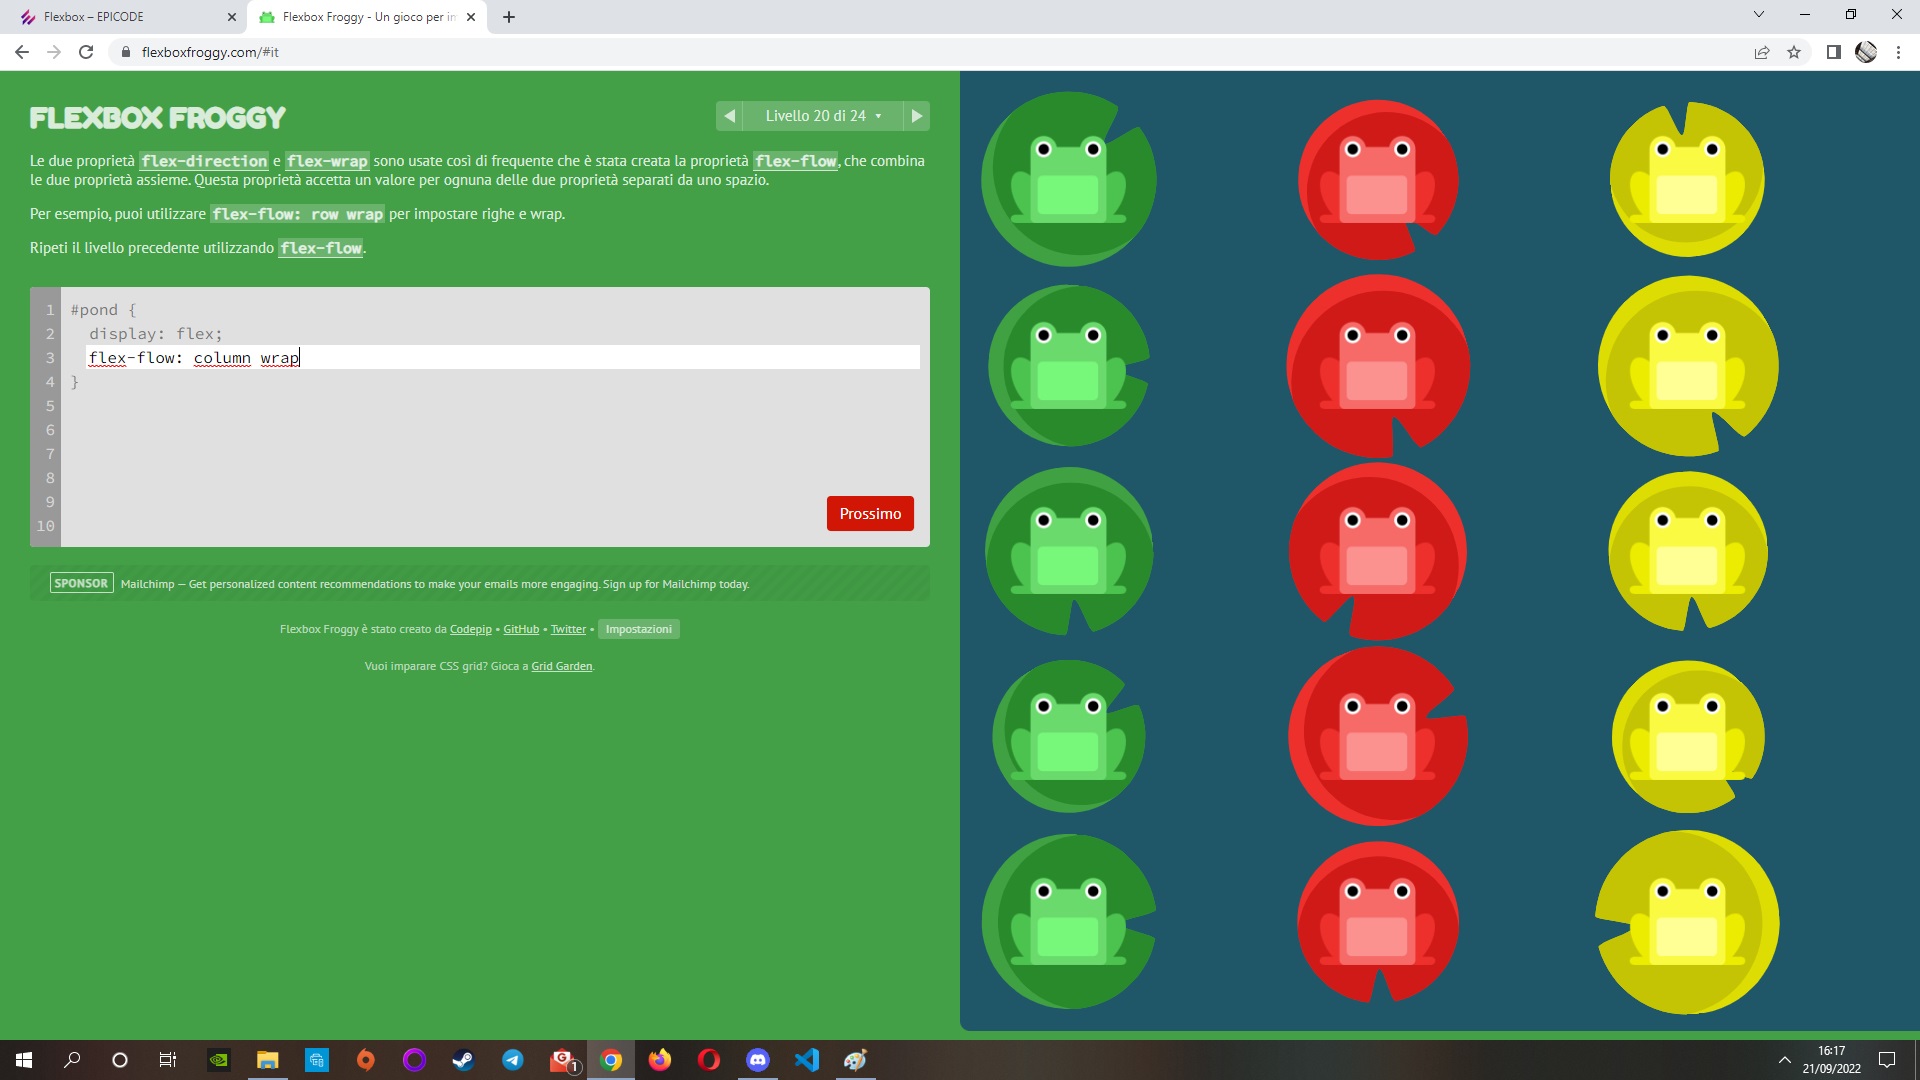 Flexbox – EPICODE
Flexbox Froggy - Un gioco per im
flexboxfroggy.com/#it
FLEXBOX FROGGY
Livello 20 di 24
Le due proprietà flex-direction e flex-wrap sono usate così di frequente che è stata creata la proprietà flex-flow, che combina
le due proprietà assieme. Questa proprietà accetta un valore per ognuna delle due proprietà separati da uno spazio.
Per esempio, puoi utilizzare flex-flow: row wrap per impostare righe e wrap.
Ripeti il livello precedente utilizzando flex-flow.
1 #pond {
2 display: flex;
3 flex-flow: column wrap
4 }
5
6
7
8
9
10
Prossimo
SPONSOR Mailchimp — Get personalized content recommendations to make your emails more engaging. Sign up for Mailchimp today.
Flexbox Froggy è stato creato da Codepip • GitHub • Twitter • Impostazioni
Vuoi imparare CSS grid? Gioca a Grid Garden.
G 1
16:17
21/09/2022